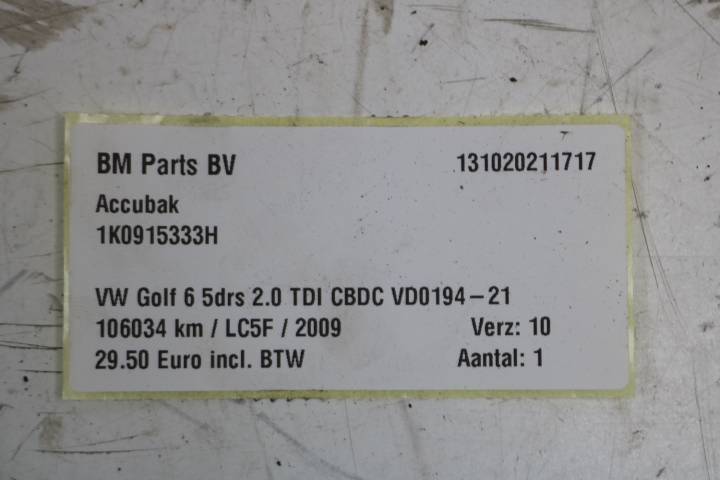 BM Parts BV 131020211717
Accubak
1K0915333H
VW Golf 6 5drs 2.0 TDI CBDC VD0194-21
106034 km / LC5F / 2009 Verz: 10
29.50 Euro incl. BTW Aantal: 1